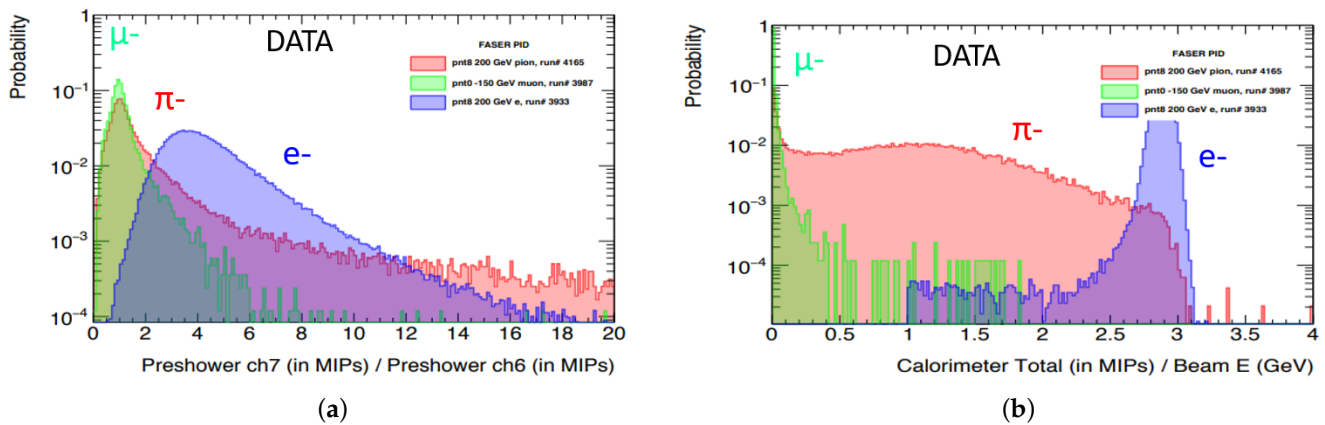 DATA
μ-
π-
e-
FASER PID
pnt8 200 GeV pion, run# 4165
pnt0 -150 GeV muon, run# 3987
pnt8 200 GeV e, run# 3933
Probability
1
10⁻¹
10⁻²
10⁻³
10⁻⁴
0 2 4 6 8 10 12 14 16 18 20
Preshower ch7 (in MIPs) / Preshower ch6 (in MIPs)
(a)
DATA
μ-
π-
e-
FASER PID
pnt8 200 GeV pion, run# 4165
pnt0 -150 GeV muon, run# 3987
pnt8 200 GeV e, run# 3933
Probability
1
10⁻¹
10⁻²
10⁻³
10⁻⁴
0 0.5 1 1.5 2 2.5 3 3.5 4
Calorimeter Total (in MIPs) / Beam E (GeV)
(b)